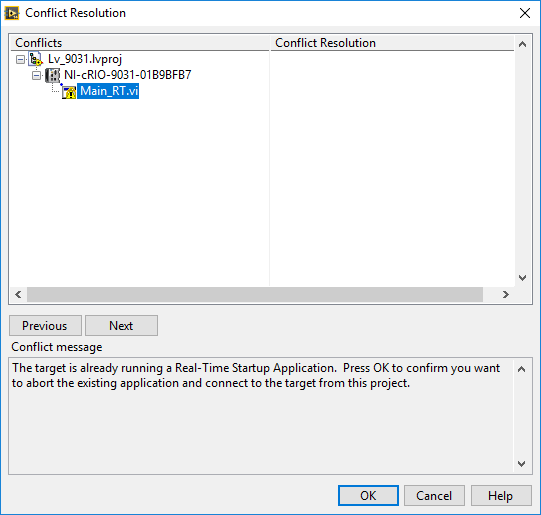 Conflict Resolution
Conflicts Conflict Resolution
Lv_9031.lvproj
NI-cRIO-9031-01B9BFB7
Main_RT.vi
Previous Next
Conflict message
The target is already running a Real-Time Startup Application.  Press OK to confirm you want
to abort the existing application and connect to the target from this project.
OK Cancel Help